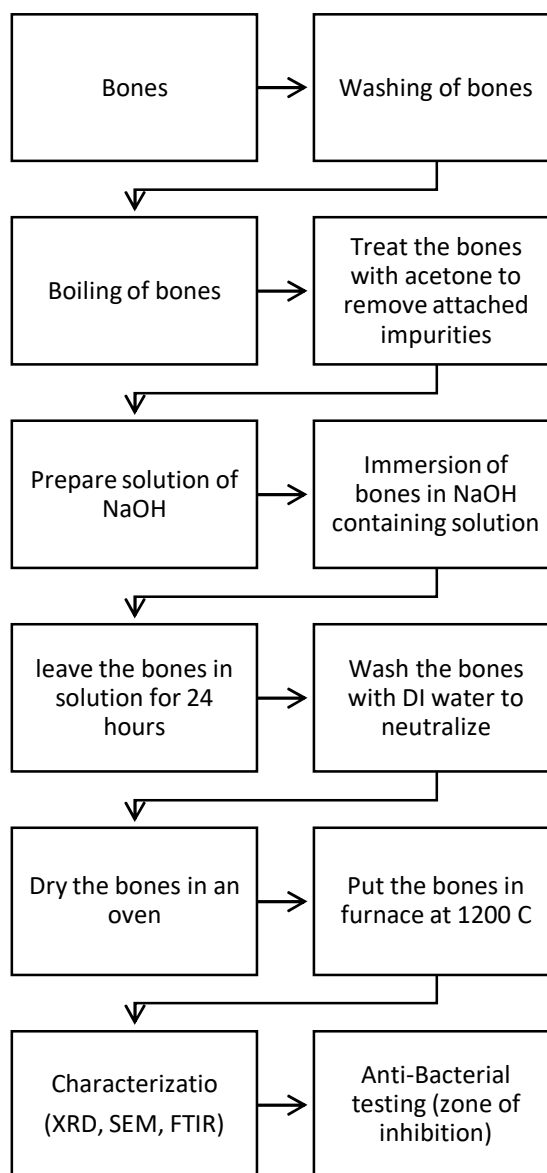 Bones
Washing of bones
Boiling of bones
Treat the bones
with acetone to
remove attached
impurities
Prepare solution of
NaOH
Immersion of
bones in NaOH
containing solution
leave the bones in
solution for 24
hours
Wash the bones
with DI water to
neutralize
Dry the bones in an
oven
Put the bones in
furnace at 1200 C
Characterizatio
(XRD, SEM, FTIR)
Anti-Bacterial
testing (zone of
inhibition)